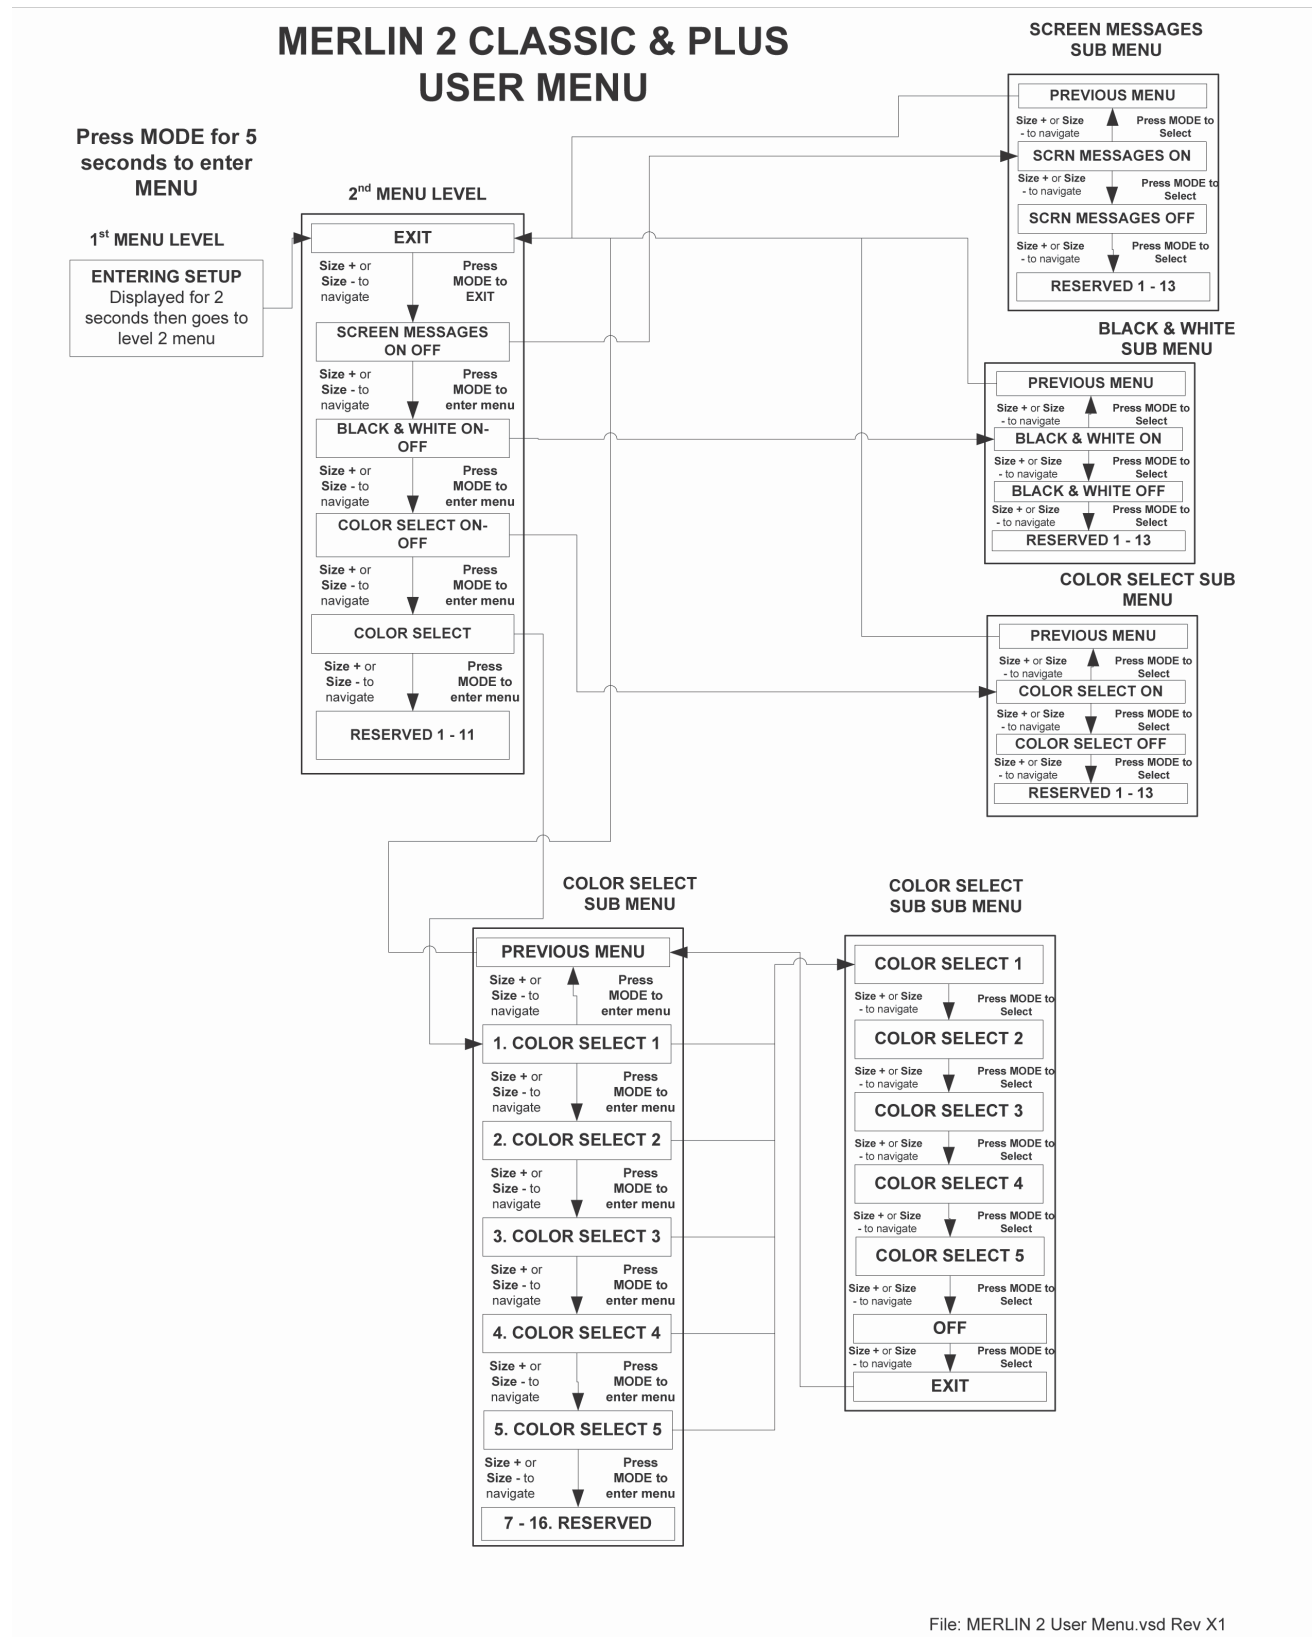 MERLIN 2 CLASSIC & PLUS
USER MENU
Press MODE for 5
seconds to enter
MENU
1st MENU LEVEL
ENTERING SETUP
Displayed for 2
seconds then goes to
level 2 menu
2nd MENU LEVEL
EXIT
Size + or
Size - to
navigate
Press
MODE to
EXIT
SCREEN MESSAGES
ON OFF
Size + or
Size - to
navigate
Press
MODE to
enter menu
BLACK & WHITE ON-
OFF
Size + or
Size - to
navigate
Press
MODE to
enter menu
COLOR SELECT ON-
OFF
Size + or
Size - to
navigate
Press
MODE to
enter menu
COLOR SELECT
Size + or
Size - to
navigate
Press
MODE to
enter menu
RESERVED 1 - 11
SCREEN MESSAGES
SUB MENU
PREVIOUS MENU
Size + or Size
- to navigate
Press MODE to
Select
SCRN MESSAGES ON
Size + or Size
- to navigate
Press MODE to
Select
SCRN MESSAGES OFF
Size + or Size
- to navigate
Press MODE to
Select
RESERVED 1 - 13
BLACK & WHITE
SUB MENU
PREVIOUS MENU
Size + or Size
- to navigate
Press MODE to
Select
BLACK & WHITE ON
Size + or Size
- to navigate
Press MODE to
Select
BLACK & WHITE OFF
Size + or Size
- to navigate
Press MODE to
Select
RESERVED 1 - 13
COLOR SELECT SUB
MENU
PREVIOUS MENU
Size + or Size
- to navigate
Press MODE to
Select
COLOR SELECT ON
Size + or Size
- to navigate
Press MODE to
Select
COLOR SELECT OFF
Size + or Size
- to navigate
Press MODE to
Select
RESERVED 1 - 13
COLOR SELECT
SUB MENU
PREVIOUS MENU
Size + or
Size - to
navigate
Press
MODE to
enter menu
1. COLOR SELECT 1
Size + or
Size - to
navigate
Press
MODE to
enter menu
2. COLOR SELECT 2
Size + or
Size - to
navigate
Press
MODE to
enter menu
3. COLOR SELECT 3
Size + or
Size - to
navigate
Press
MODE to
enter menu
4. COLOR SELECT 4
Size + or
Size - to
navigate
Press
MODE to
enter menu
5. COLOR SELECT 5
Size + or
Size - to
navigate
Press
MODE to
enter menu
7 - 16. RESERVED
COLOR SELECT
SUB SUB MENU
COLOR SELECT 1
Size + or Size
- to navigate
Press MODE to
Select
COLOR SELECT 2
Size + or Size
- to navigate
Press MODE to
Select
COLOR SELECT 3
Size + or Size
- to navigate
Press MODE to
Select
COLOR SELECT 4
Size + or Size
- to navigate
Press MODE to
Select
COLOR SELECT 5
Size + or Size
- to navigate
Press MODE to
Select
OFF
Size + or Size
- to navigate
Press MODE to
Select
EXIT
File: MERLIN 2 User Menu.vsd Rev X1